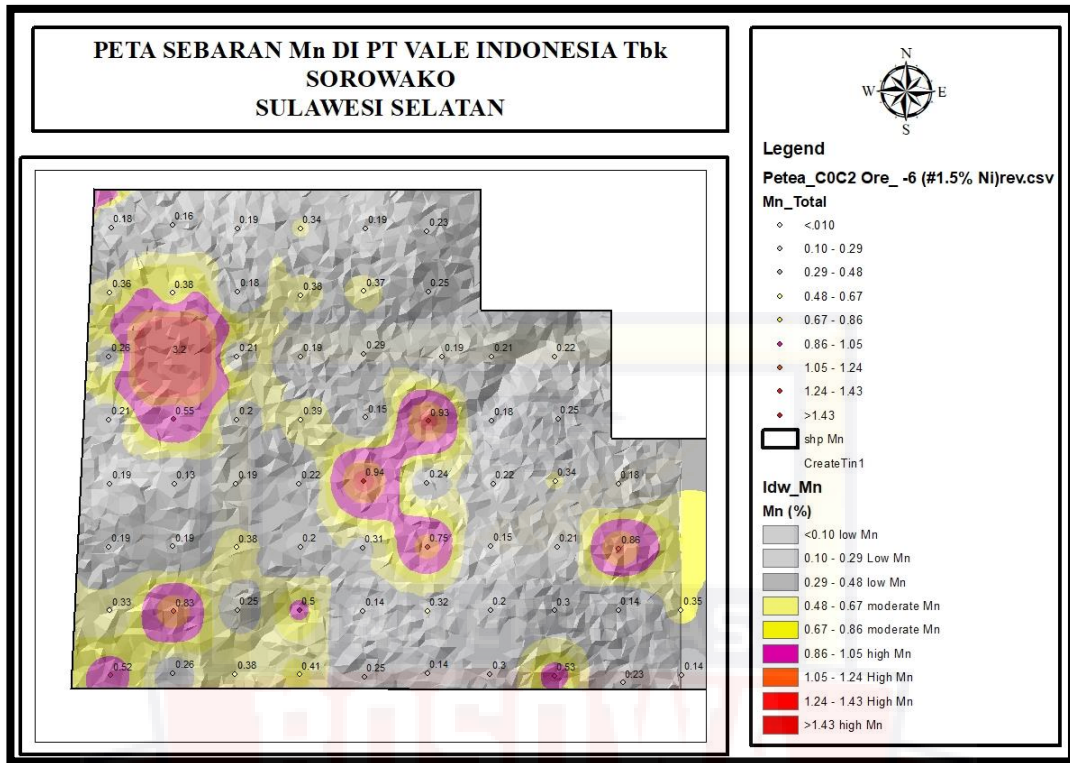 PETA SEBARAN Mn DI PT VALE INDONESIA Tbk
SOROWAKO
SULAWESI SELATAN
0.18 0.16 0.19 0.34 0.19 0.23
0.36 0.38 0.18 0.38 0.37 0.25
0.26 3.2 0.21 0.19 0.29 0.19 0.21 0.22
0.21 0.55 0.2 0.39 0.15 0.93 0.18 0.25
0.19 0.13 0.19 0.22 0.94 0.24 0.22 0.34 0.18
0.19 0.19 0.38 0.2 0.31 0.75 0.15 0.21 0.86
0.33 0.83 0.25 0.5 0.14 0.32 0.2 0.3 0.14 0.35
0.52 0.26 0.38 0.41 0.25 0.14 0.3 0.53 0.23 0.14
BOSOWA
N
W E
S
Legend
Petea_C0C2 Ore_ -6 (#1.5% Ni)rev.csv
Mn_Total
<.010
0.10 - 0.29
0.29 - 0.48
0.48 - 0.67
0.67 - 0.86
0.86 - 1.05
1.05 - 1.24
1.24 - 1.43
>1.43
shp Mn
CreateTin1
Idw_Mn
Mn (%)
<0.10 low Mn
0.10 - 0.29 Low Mn
0.29 - 0.48 low Mn
0.48 - 0.67 moderate Mn
0.67 - 0.86 moderate Mn
0.86 - 1.05 high Mn
1.05 - 1.24 High Mn
1.24 - 1.43 High Mn
>1.43 high Mn